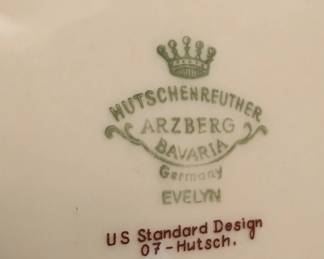 HUTSCHENREUTHER
ARZBERG
BAVARIA
Germany
EVELYN
US Standard Design
07-Hutsch.